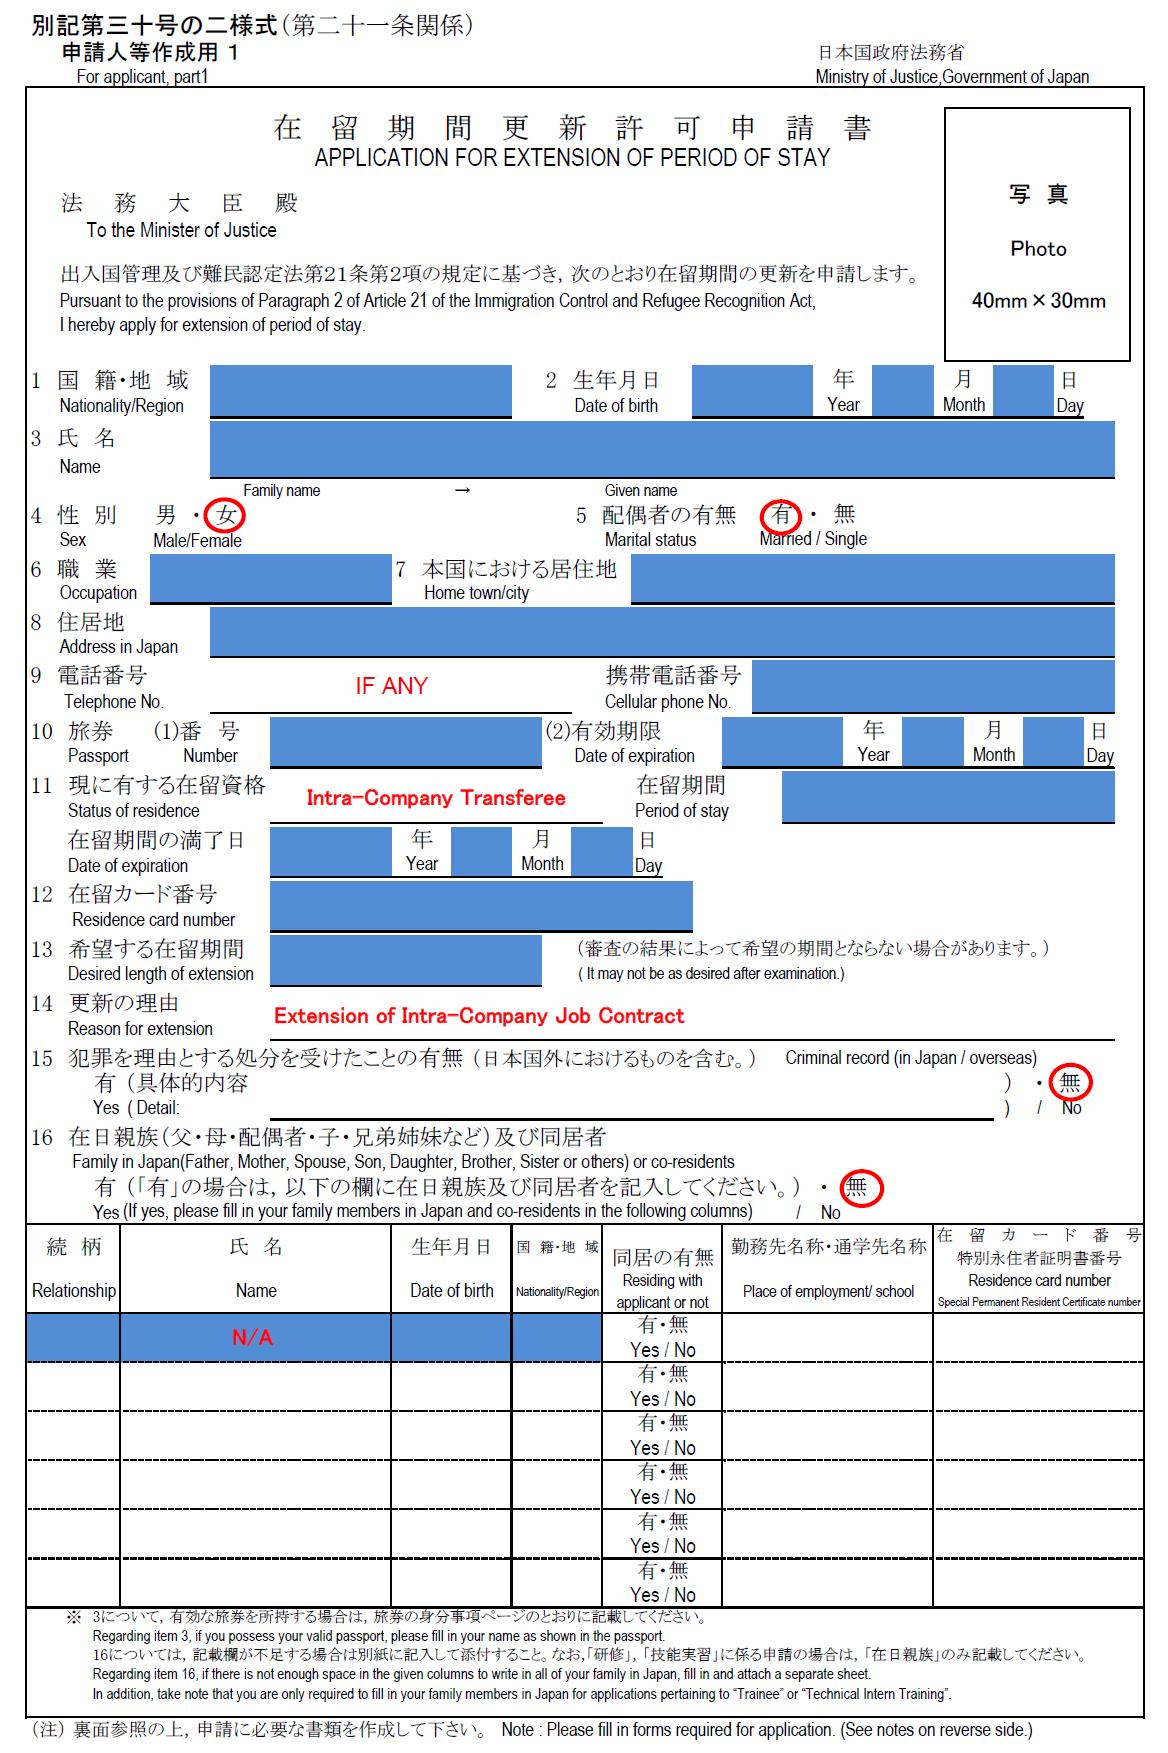 別記第三十号の二様式（第二十一条関係）
申請人等作成用 1
For applicant, part1
日本国政府法務省
Ministry of Justice,Government of Japan
在 留 期 間 更 新 許 可 申 請 書
APPLICATION FOR EXTENSION OF PERIOD OF STAY
写 真
Photo
40mm×30mm
法 務 大 臣 殿
To the Minister of Justice
出入国管理及び難民認定法第21条第2項の規定に基づき，次のとおり在留期間の更新を申請します。
Pursuant to the provisions of Paragraph 2 of Article 21 of the Immigration Control and Refugee Recognition Act,
I hereby apply for extension of period of stay.
1 国 籍・地 域 2 生年月日 年 月 日
Nationality/Region Date of birth Year Month Day
3 氏 名
Name
Family name → Given name
4 性 別 男 ・ 女 5 配偶者の有無 有 ・ 無
Sex Male/Female Marital status Married / Single
6 職 業 7 本国における居住地
Occupation Home town/city
8 住居地
Address in Japan
9 電話番号 IF ANY 携帯電話番号
Telephone No. Cellular phone No.
10 旅券 (1)番 号 (2)有効期限 年 月 日
Passport Number Date of expiration Year Month Day
11 現に有する在留資格 Intra-Company Transferee 在留期間
Status of residence Period of stay
在留期間の満了日 年 月 日
Date of expiration Year Month Day
12 在留カード番号
Residence card number
13 希望する在留期間 （審査の結果によって希望の期間とならない場合があります。）
Desired length of extension ( It may not be as desired after examination.)
14 更新の理由 Extension of Intra-Company Job Contract
Reason for extension
15 犯罪を理由とする処分を受けたことの有無（日本国外におけるものを含む。） Criminal record (in Japan / overseas)
有（具体的内容 ）・ 無
Yes ( Detail: ) / No
16 在日親族（父・母・配偶者・子・兄弟姉妹など）及び同居者
Family in Japan(Father, Mother, Spouse, Son, Daughter, Brother, Sister or others) or co-residents
有（「有」の場合は，以下の欄に在日親族及び同居者を記入してください。）・ 無
Yes (If yes, please fill in your family members in Japan and co-residents in the following columns) / No
続 柄 氏 名 生年月日 国 籍・地 域 同居の有無 勤務先名称・通学先名称 在 留 カ ー ド 番 号
特別永住者証明書番号
Relationship Name Date of birth Nationality/Region Residing with applicant or not Place of employment/ school Residence card number
Special Permanent Resident Certificate number
N/A 有・無
Yes / No
有・無
Yes / No
有・無
Yes / No
有・無
Yes / No
有・無
Yes / No
有・無
Yes / No
※ 3について，有効な旅券を所持する場合は，旅券の身分事項ページのとおりに記載してください。
Regarding item 3, if you possess your valid passport, please fill in your name as shown in the passport.
16については，記載欄が不足する場合は別紙に記入して添付すること。なお，「研修」，「技能実習」に係る申請の場合は，「在日親族」のみ記載してください。
Regarding item 16, if there is not enough space in the given columns to write in all of your family in Japan, fill in and attach a separate sheet.
In addition, take note that you are only required to fill in your family members in Japan for applications pertaining to “Trainee” or “Technical Intern Training”.
（注） 裏面参照の上，申請に必要な書類を作成して下さい。 Note : Please fill in forms required for application. (See notes on reverse side.)